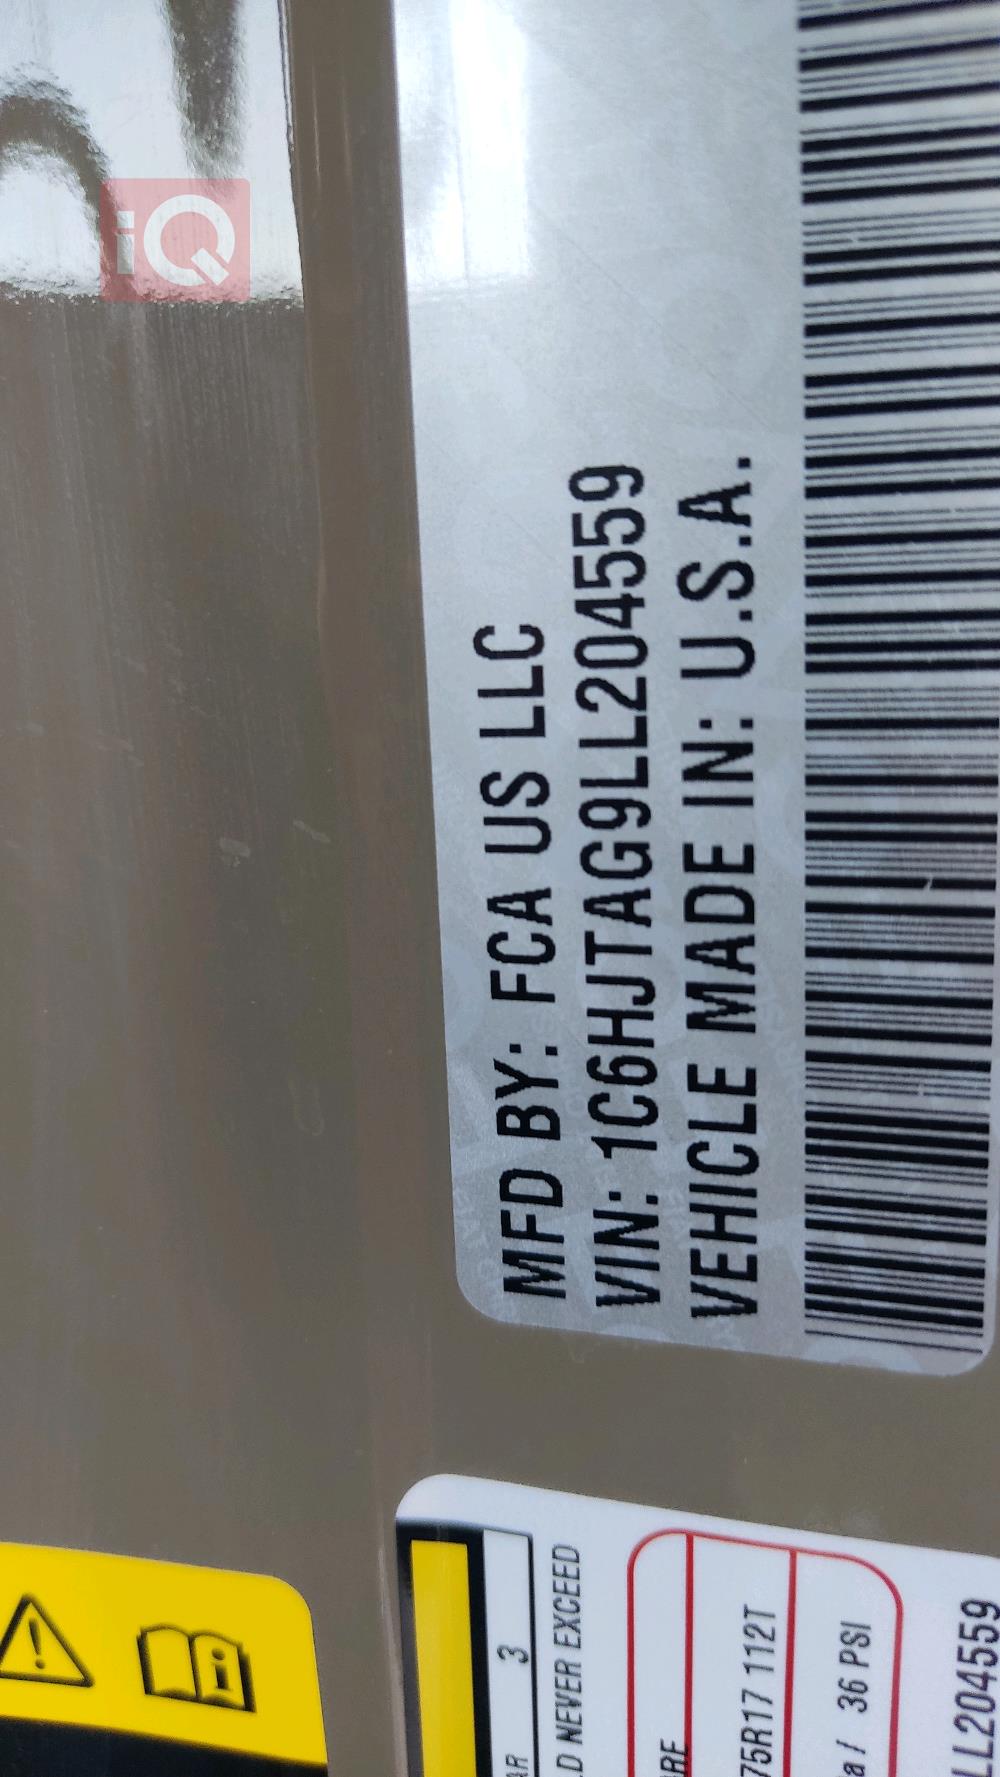 iQ
MFD BY: FCA US LLC
VIN: 1C6HJTAG9LL204559
VEHICLE MADE IN: U.S.A.
3
NEVER EXCEED
75R17 112T
/ 36 PSI
LL204559